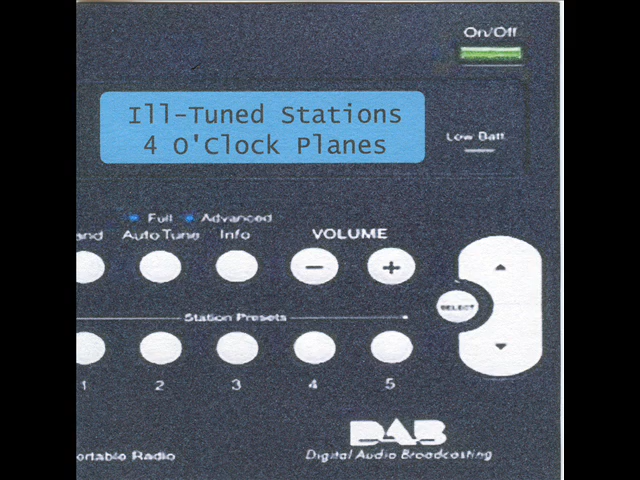 On/Off
Ill-Tuned Stations
4 O'Clock Planes
Low Batt
Full Advanced
and Auto Tune Info VOLUME
- +
SELECT
Station Presets
1 2 3 4 5
DAB
ortable Radio
Digital Audio Broadcasting